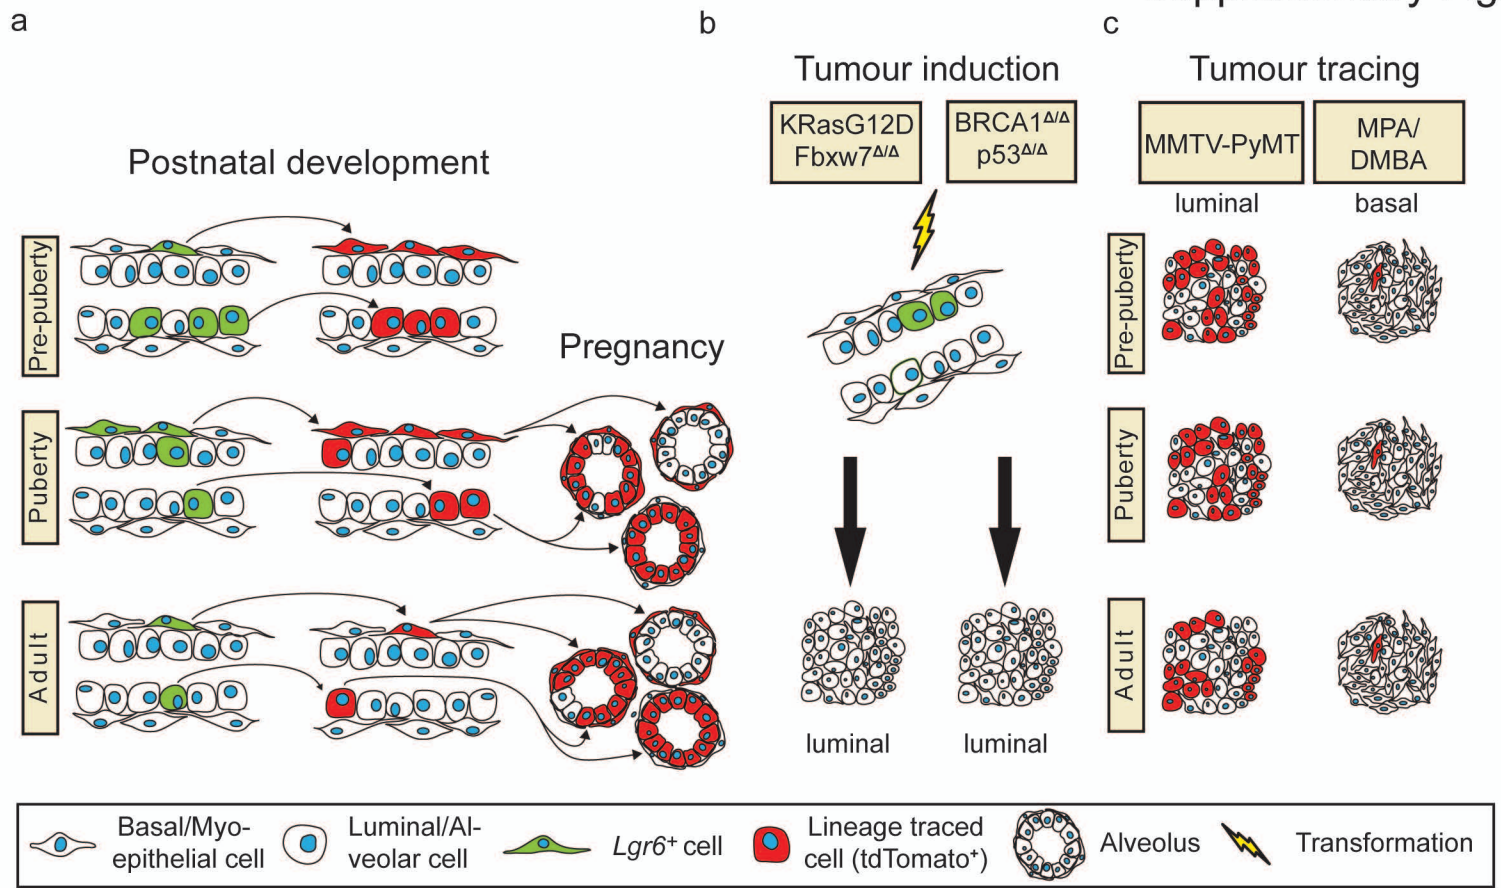 a
b
c
Tumour induction
Tumour tracing
KRasG12D
Fbxw7Δ/Δ
BRCA1Δ/Δ
p53Δ/Δ
MMTV-PyMT
MPA/
DMBA
luminal
basal
Postnatal development
Pre-puberty
Pregnancy
Puberty
Adult
luminal
luminal
Pre-puberty
Puberty
Adult
Basal/Myo-
epithelial cell
Luminal/Al-
veolar cell
Lgr6+ cell
Lineage traced
cell (tdTomato+)
Alveolus
Transformation